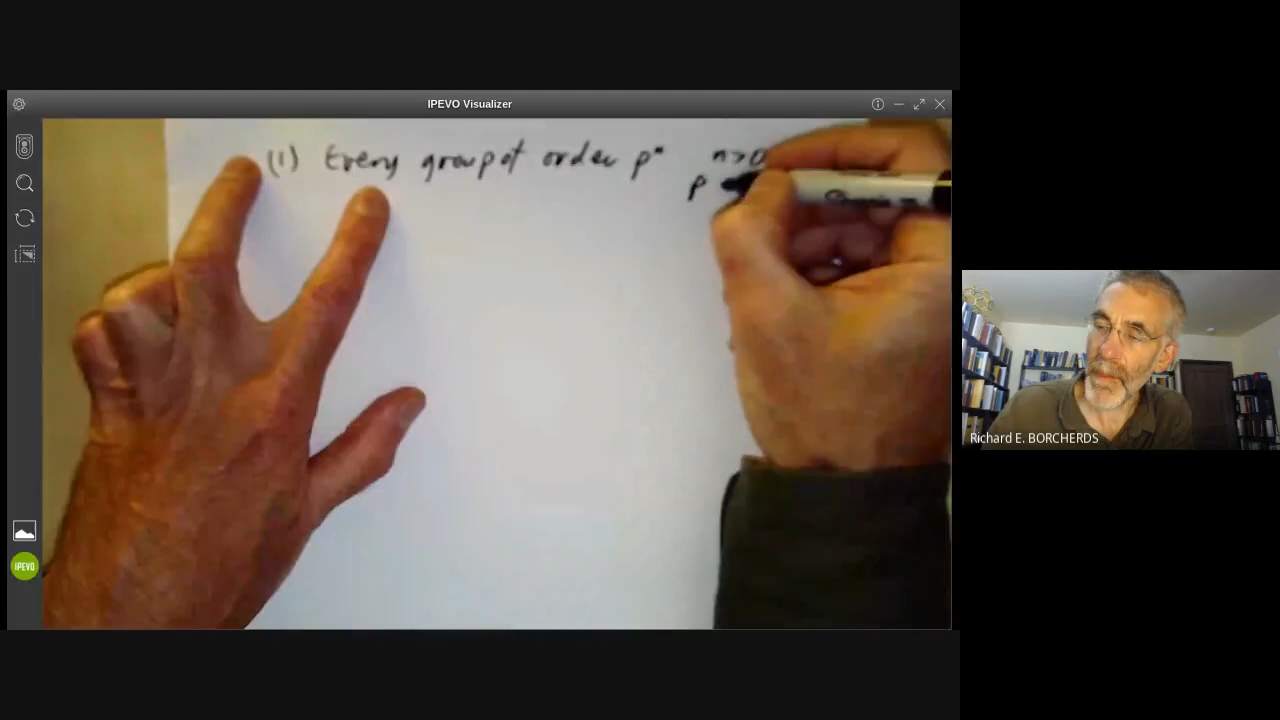 IPEVO Visualizer
(1) Every group of order pⁿ n>0
p
IPEVO
Richard E. BORCHERDS